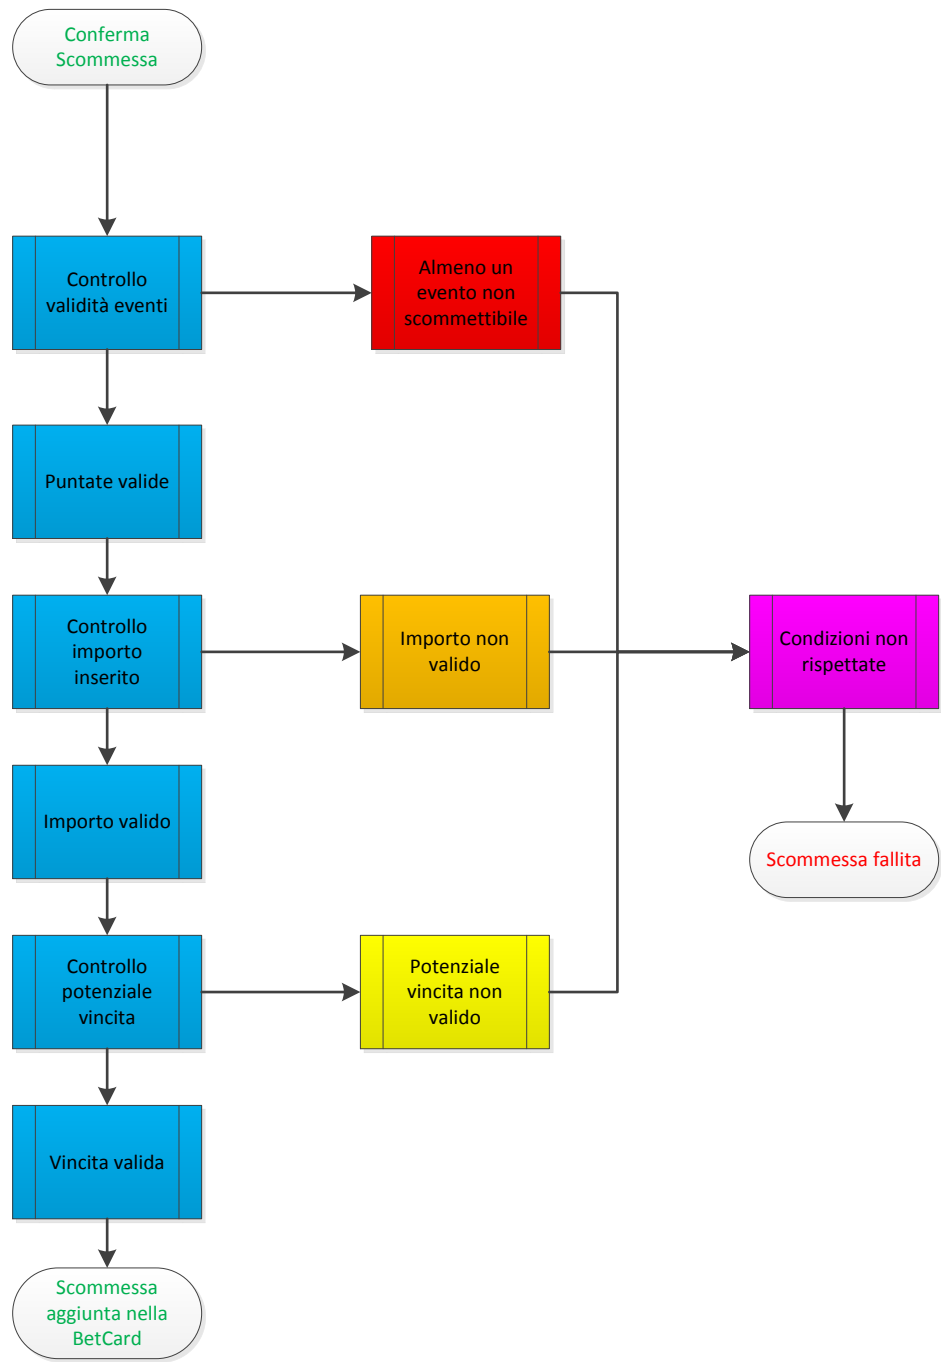 Conferma
Scommessa
Controllo
validità eventi
Almeno un
evento non
scommettibile
Puntate valide
Controllo
importo
inserito
Importo non
valido
Condizioni non
rispettate
Importo valido
Scommessa fallita
Controllo
potenziale
vincita
Potenziale
vincita non
valido
Vincita valida
Scommessa
aggiunta nella
BetCard